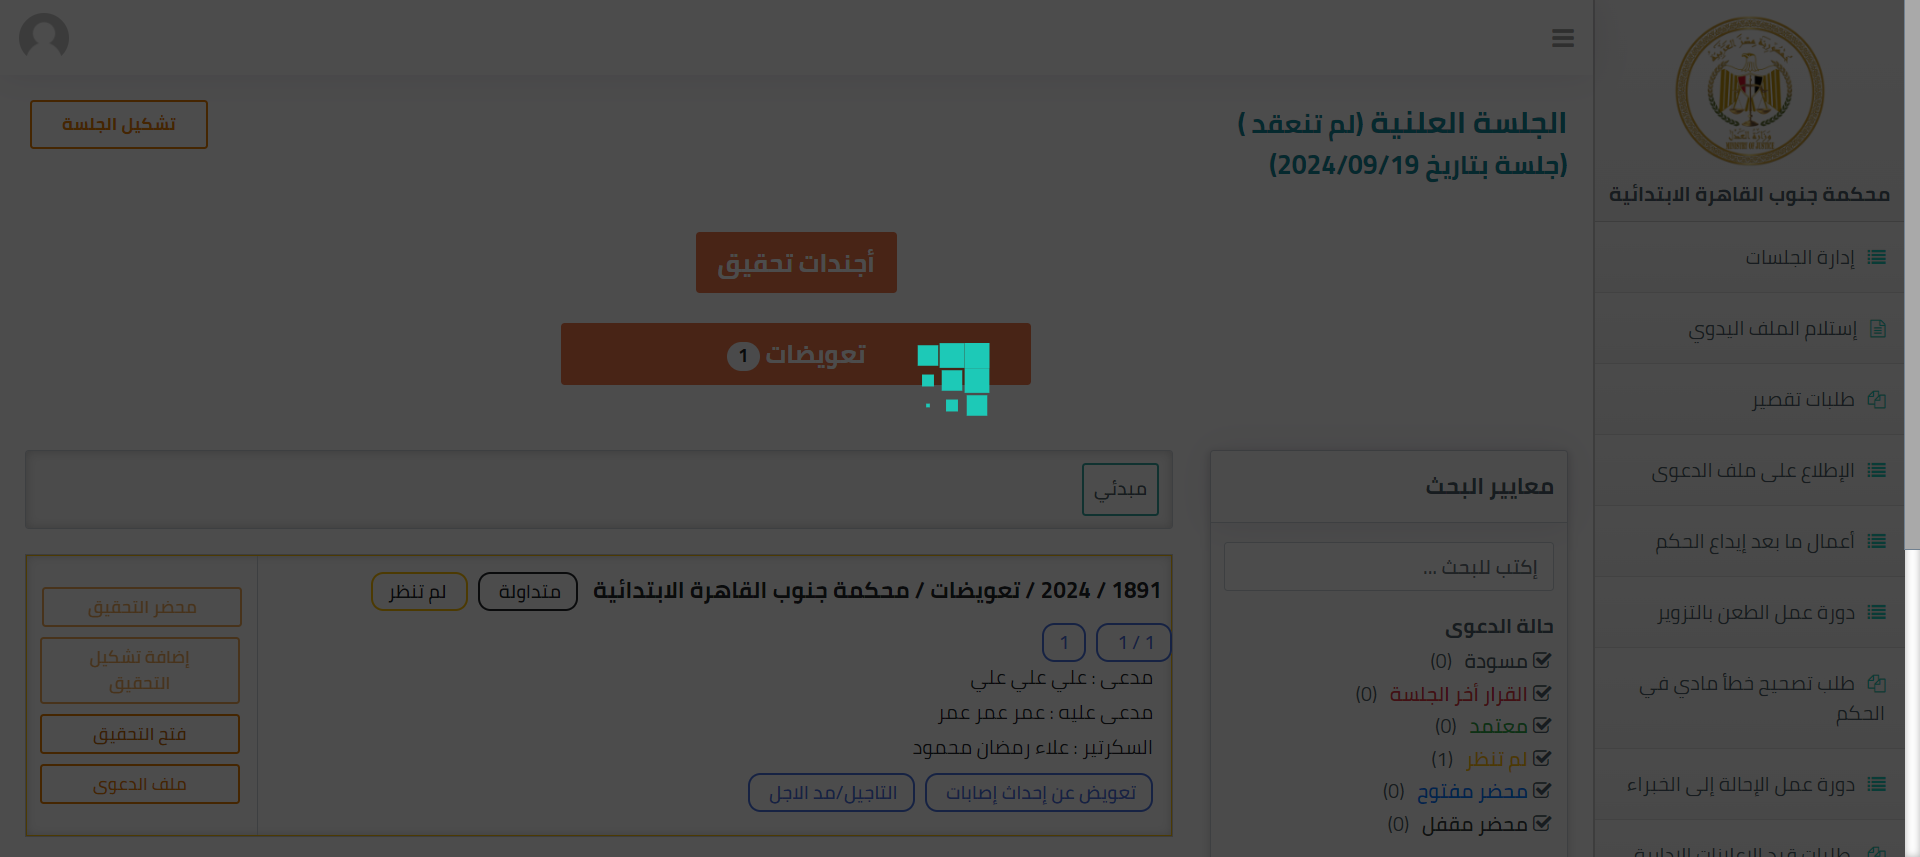 محكمة جنوب القاهرة الابتدائية
إدارة الجلسات
إستلام الملف اليدوي
طلبات تقصير
الإطلاع على ملف الدعوى
أعمال ما بعد إيداع الحكم
دورة عمل الطعن بالتزوير
طلب تصحيح خطأ مادي في
الحكم
دورة عمل الإحالة إلى الخبراء
الجلسة العلنية (لم تنعقد )
(جلسة بتاريخ 2024/09/19)
تشكيل الجلسة
أجندات تحقيق
تعويضات 1
معايير البحث
إكتب للبحث ...
حالة الدعوى
مسودة (0)
القرار أخر الجلسة (0)
معتمد (0)
لم تنظر (1)
محضر مفتوح (0)
محضر مقفل (0)
مبدئي
1891 / 2024 / تعويضات / محكمة جنوب القاهرة الابتدائية متداولة لم تنظر
1 / 1 1
مدعى : علي علي علي
مدعى عليه : عمر عمر عمر
السكرتير : علاء رمضان محمود
تعويض عن إحداث إصابات التاجيل/مد الاجل
محضر التحقيق
إضافة تشكيل
التحقيق
فتح التحقيق
ملف الدعوى